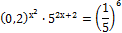 (0,2)^{x²} · 5^{2x+2} = (1/5)^6